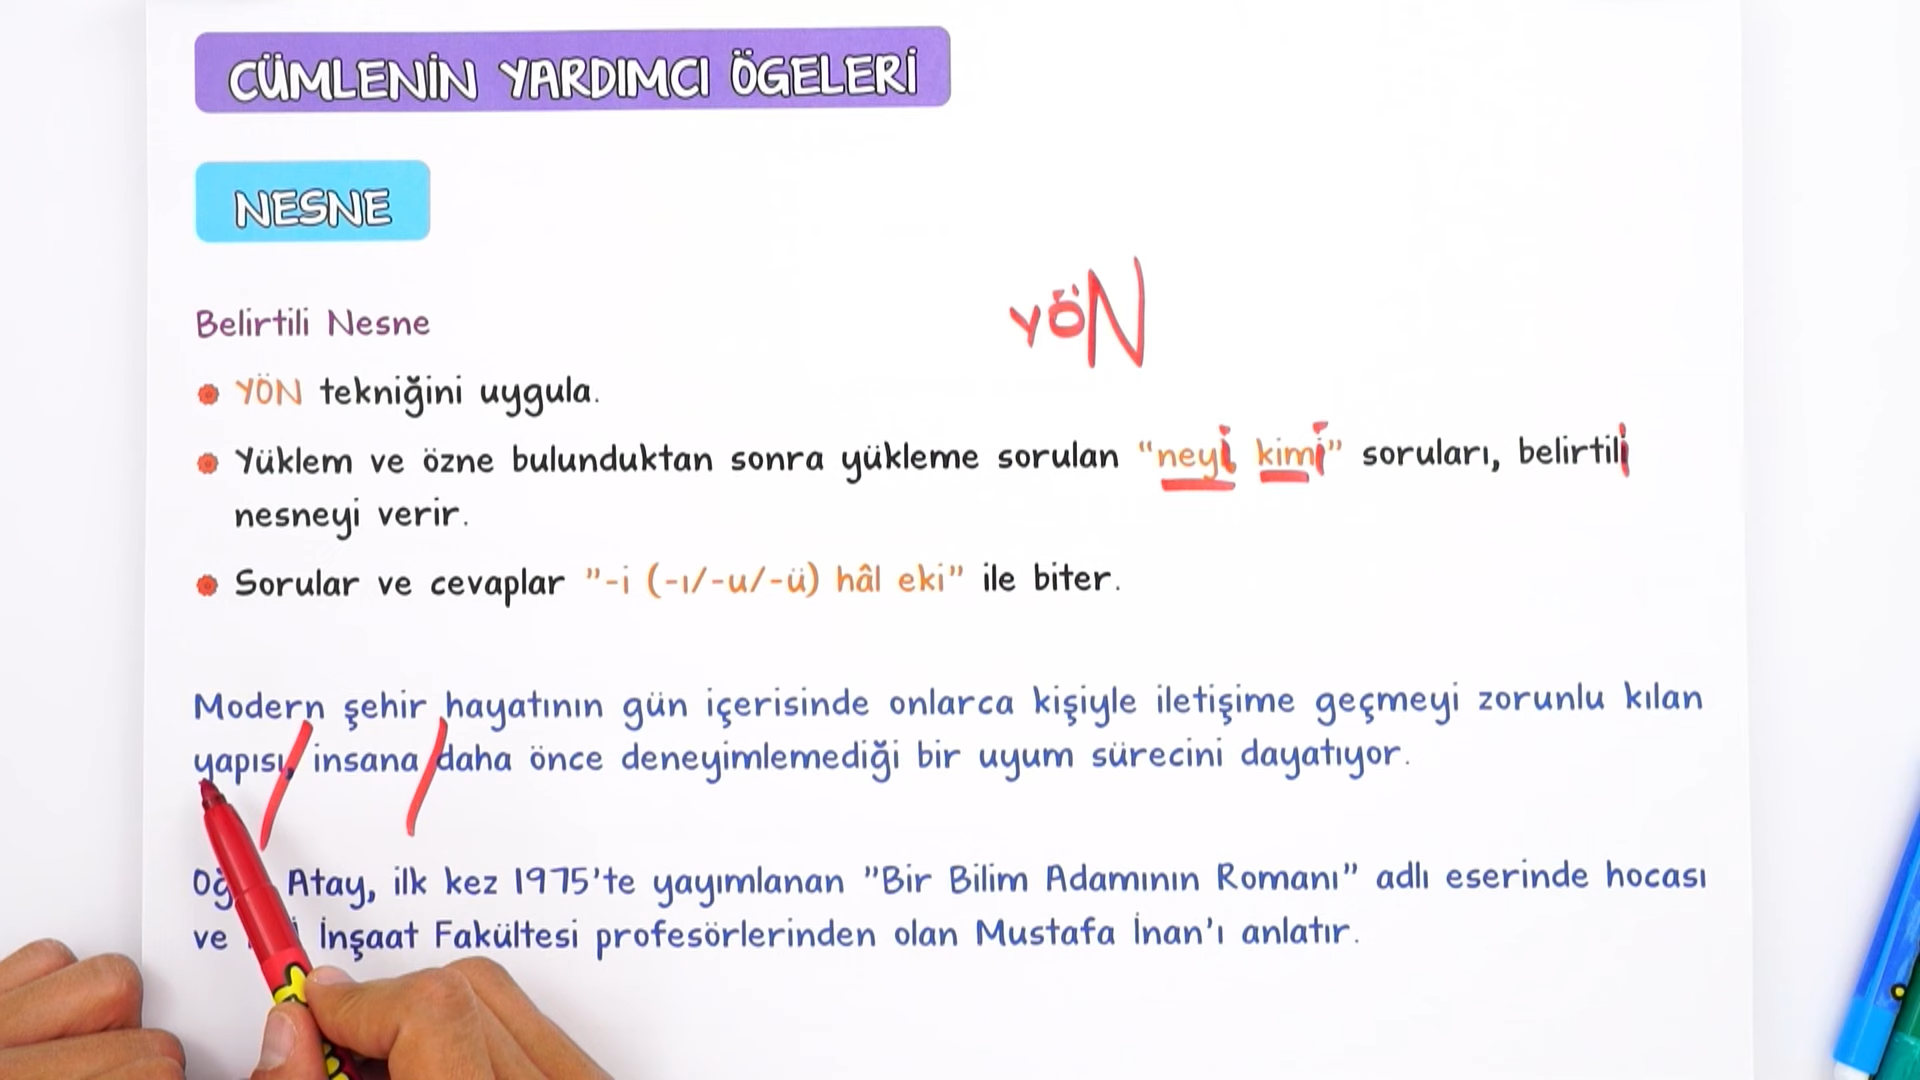 CÜMLENİN YARDIMCI ÖGELERİ
NESNE
YÖN
Belirtili Nesne
YÖN tekniğini uygula.
Yüklem ve özne bulunduktan sonra yükleme sorulan "neyi kimi" soruları, belirtili
nesneyi verir.
Sorular ve cevaplar "-i (-ı/-u/-ü) hâl eki" ile biter.
Modern şehir hayatının gün içerisinde onlarca kişiyle iletişime geçmeyi zorunlu kılan
yapısı, insana daha önce deneyimlemediği bir uyum sürecini dayatıyor.
Atay, ilk kez 1975'te yayımlanan "Bir Bilim Adamının Romanı" adlı eserinde hocası
ve İnşaat Fakültesi profesörlerinden olan Mustafa İnan'ı anlatır.